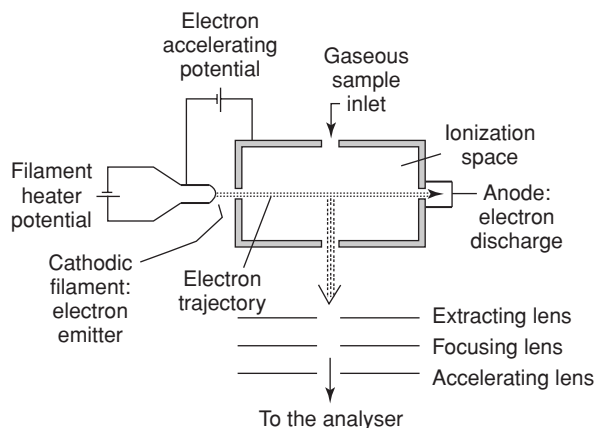 Electron
accelerating
potential
Gaseous
sample
inlet
Ionization
space
Filament
heater
potential
Anode:
electron
discharge
Cathodic
filament:
electron
emitter
Electron
trajectory
Extracting lens
Focusing lens
Accelerating lens
To the analyser